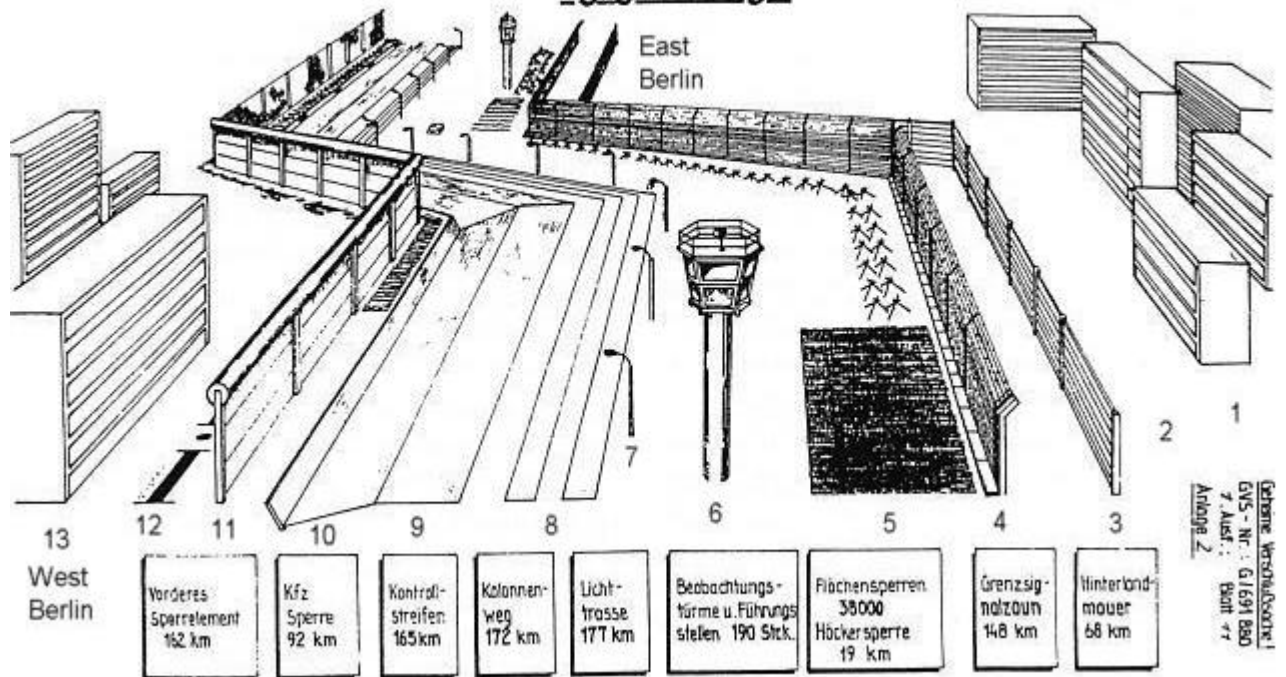 East
Berlin
1
2
3
4
5
6
7
8
9
10
11
12
13
West
Berlin
Vorderes
Sperrelement
162 km
Kfz
Sperre
92 km
Kontroll-
streifen
165 km
Kolonnen-
weg
172 km
Licht-
trasse
177 km
Beobachtungs-
türme u. Führungs
stellen 190 Stck.
Flächensperren
38000
Höckersperre
19 km
Grenzsig-
nalzaun
148 km
Hinterland-
mauer
68 km
Geheime Verschlußsache!
GVS - Nr.: G/691 880
7. Ausf.: Blatt 11
Anlage 2